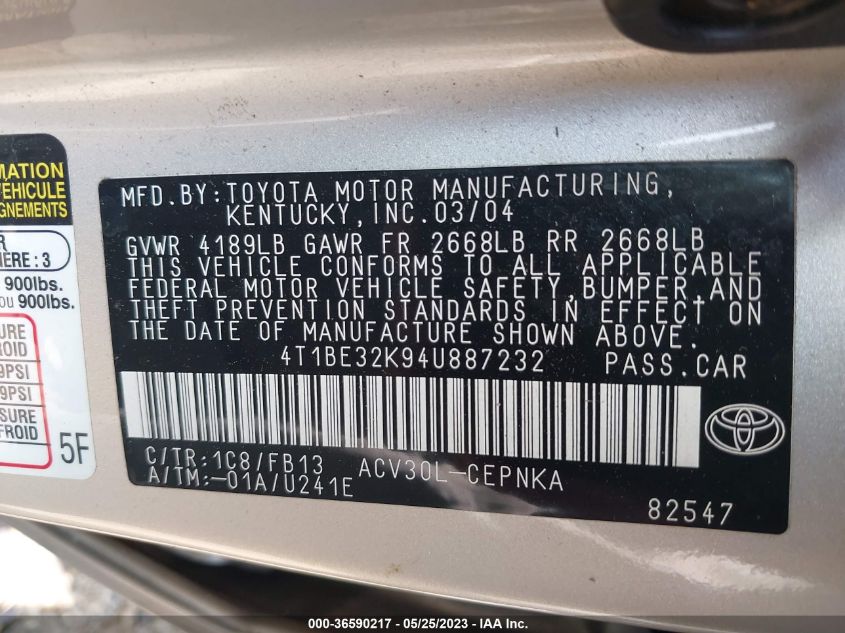 MATION
VEHICULE
GNEMENTS
R
HERE : 3
900lbs.
OU 900lbs.
URE
ROID
9PSI
9PSI
SURE
FROID
5F
MFD.BY:TOYOTA MOTOR MANUFACTURING,
KENTUCKY,INC.03/04
GVWR 4189LB GAWR FR 2668LB RR 2668LB
THIS VEHICLE CONFORMS TO ALL APPLICABLE
FEDERAL MOTOR VEHICLE SAFETY,BUMPER,AND
THEFT PREVENTION STANDARDS IN EFFECT ON
THE DATE OF MANUFACTURE SHOWN ABOVE.
4T1BE32K94U887232 PASS.CAR
C/TR:1C8/FB13 ACV30L-CEPNKA
A/TM:-01A/U241E
82547
000-36590217 - 05/25/2023 - IAA Inc.